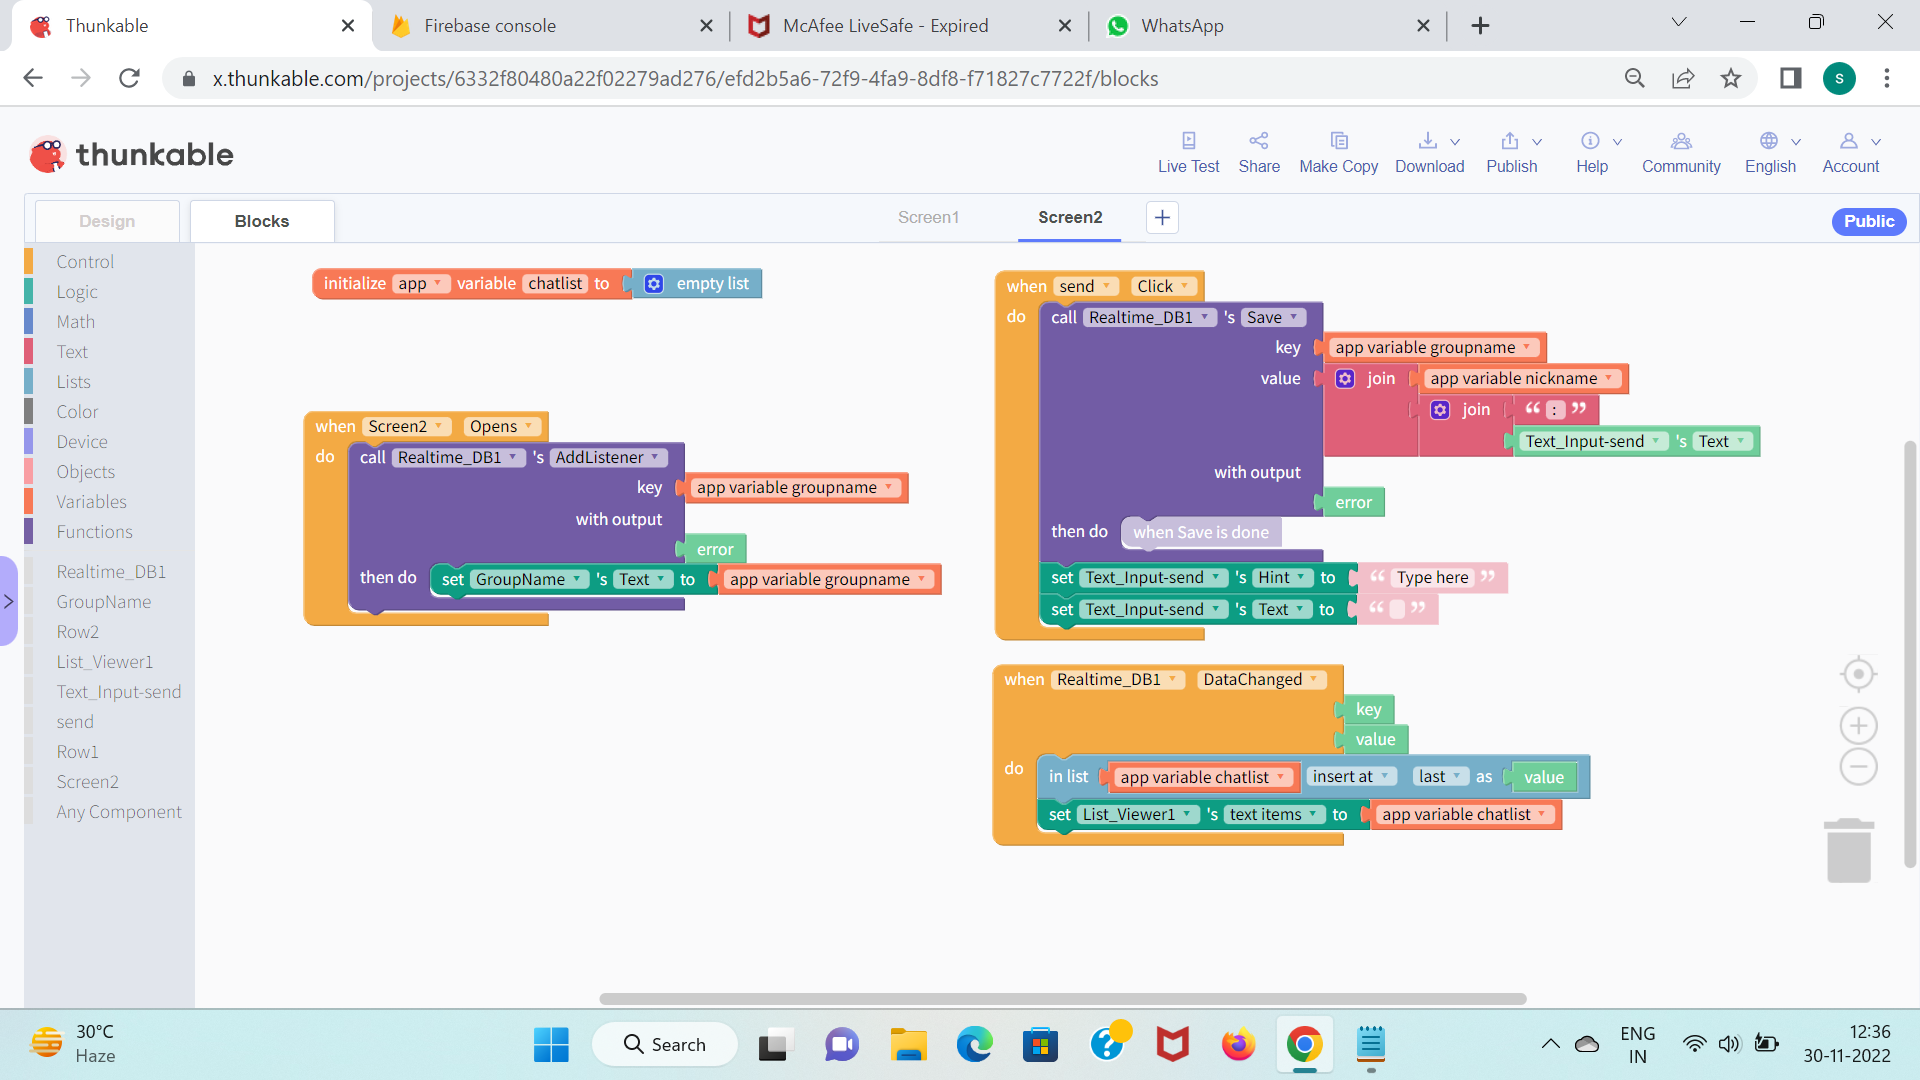 Thunkable
Firebase console
McAfee LiveSafe - Expired
WhatsApp
x.thunkable.com/projects/6332f80480a22f02279ad276/efd2b5a6-72f9-4fa9-8df8-f71827c7722f/blocks
s
thunkable
Live Test
Share
Make Copy
Download
Publish
Help
Community
English
Account
Design
Blocks
Screen1
Screen2
Public
Control
Logic
Math
Text
Lists
Color
Device
Objects
Variables
Functions
Realtime_DB1
GroupName
Row2
List_Viewer1
Text_Input-send
send
Row1
Screen2
Any Component
initialize app variable chatlist to empty list
when Screen2 Opens
do call Realtime_DB1 's AddListener
key app variable groupname
with output
error
then do set GroupName 's Text to app variable groupname
when send Click
do call Realtime_DB1 's Save
key app variable groupname
value join app variable nickname
join “ : ”
Text_Input-send 's Text
with output
error
then do when Save is done
set Text_Input-send 's Hint to “ Type here ”
set Text_Input-send 's Text to “ ”
when Realtime_DB1 DataChanged
key
value
do in list app variable chatlist insert at last as value
set List_Viewer1 's text items to app variable chatlist
30°C
Haze
Search
ENG
IN
12:36
30-11-2022